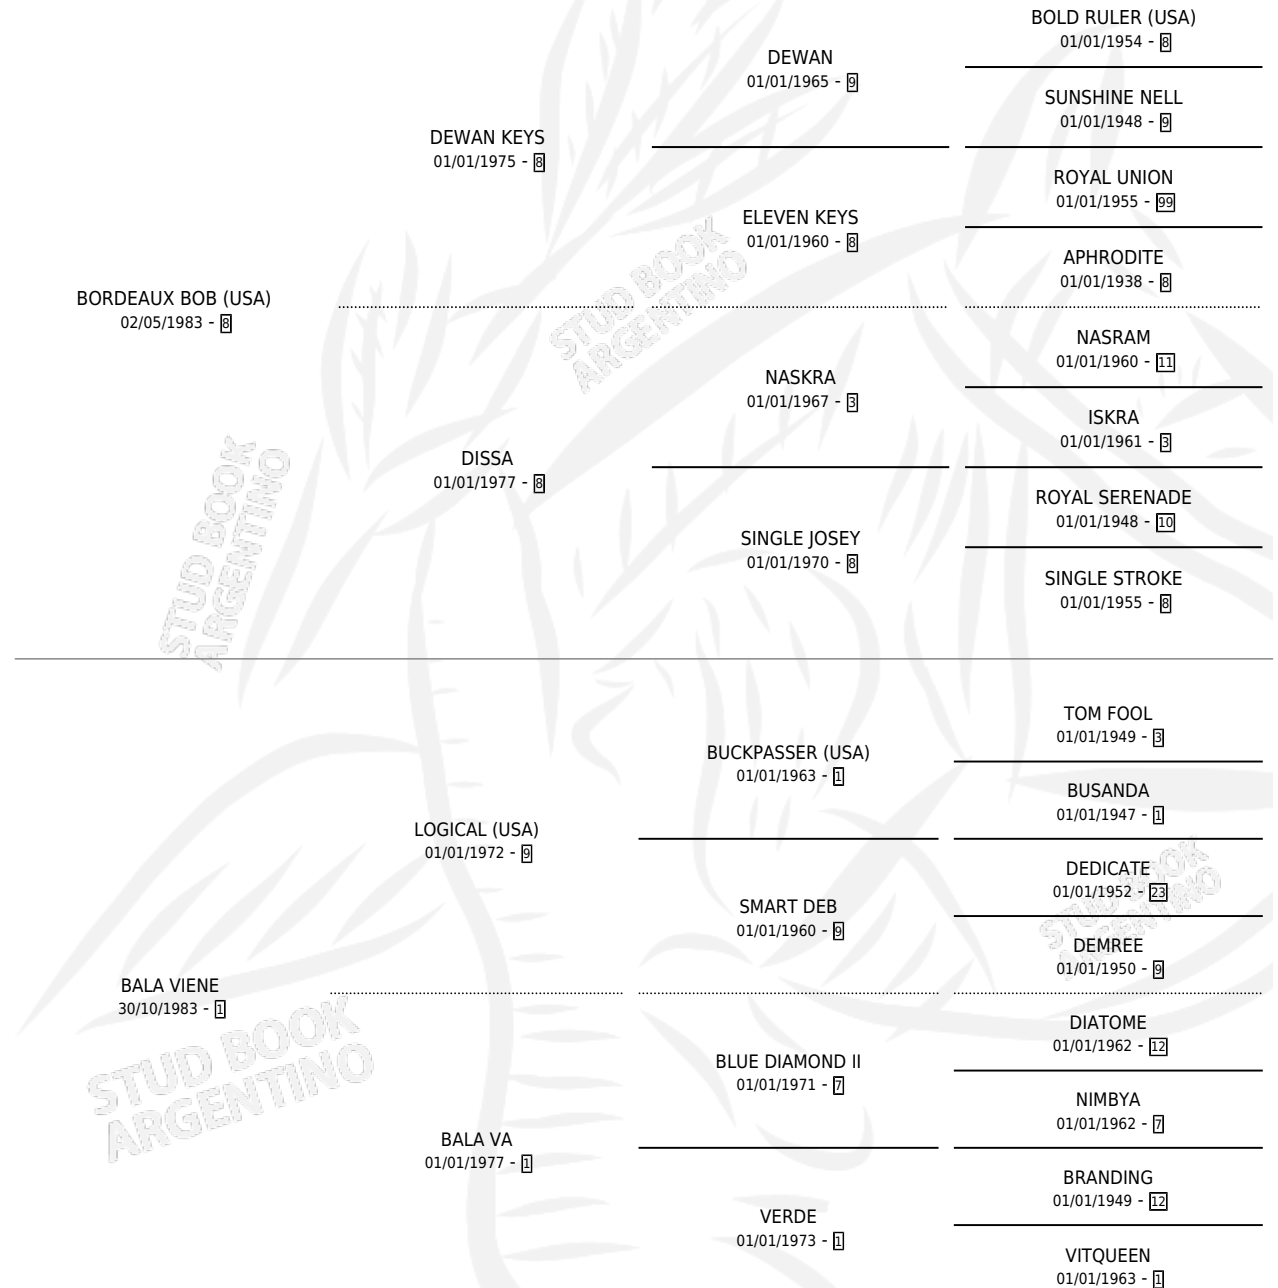 BOLD RULER (USA)
01/01/1954 - 8
DEWAN
01/01/1965 - 9
SUNSHINE NELL
01/01/1948 - 9
DEWAN KEYS
01/01/1975 - 8
ROYAL UNION
01/01/1955 - 99
ELEVEN KEYS
01/01/1960 - 8
APHRODITE
01/01/1938 - 8
BORDEAUX BOB (USA)
02/05/1983 - 8
STUD BOOK
ARGENTINO
NASRAM
01/01/1960 - 11
NASKRA
01/01/1967 - 3
ISKRA
01/01/1961 - 3
DISSA
01/01/1977 - 8
ROYAL SERENADE
01/01/1948 - 10
SINGLE JOSEY
01/01/1970 - 8
SINGLE STROKE
01/01/1955 - 8
STUD BOOK
ARGENTINO
TOM FOOL
01/01/1949 - 3
BUCKPASSER (USA)
01/01/1963 - 1
BUSANDA
01/01/1947 - 1
LOGICAL (USA)
01/01/1972 - 9
DEDICATE
01/01/1952 - 23
SMART DEB
01/01/1960 - 9
DEMREE
01/01/1950 - 9
STUD BOOK
ARGENTINO
BALA VIENE
30/10/1983 - 1
DIATOME
01/01/1962 - 12
BLUE DIAMOND II
01/01/1971 - 7
NIMBYA
01/01/1962 - 7
STUD BOOK
ARGENTINO
BALA VA
01/01/1977 - 1
BRANDING
01/01/1949 - 12
VERDE
01/01/1973 - 1
VITQUEEN
01/01/1963 - 1